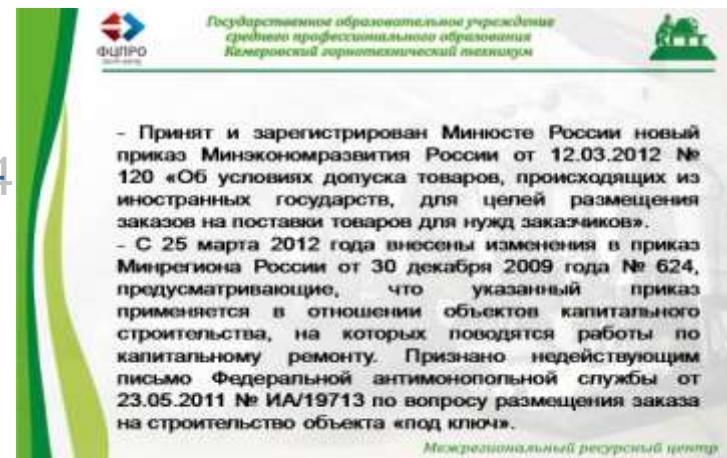 Государственное образовательное учреждение
среднего профессионального образования
Кемеровский горнотехнический техникум
ФЦПРО
КГТТ
- Принят и зарегистрирован Минюсте России новый
приказ Минэкономразвития России от 12.03.2012 №
120 «Об условиях допуска товаров, происходящих из
иностранных государств, для целей размещения
заказов на поставки товаров для нужд заказчиков».
- С 25 марта 2012 года внесены изменения в приказ
Минрегиона России от 30 декабря 2009 года № 624,
предусматривающие, что указанный приказ
применяется в отношении объектов капитального
строительства, на которых поводятся работы по
капитальному ремонту. Признано недействующим
письмо Федеральной антимонопольной службы от
23.05.2011 № ИА/19713 по вопросу размещения заказа
на строительство объекта «под ключ».
Межрегиональный ресурсный центр